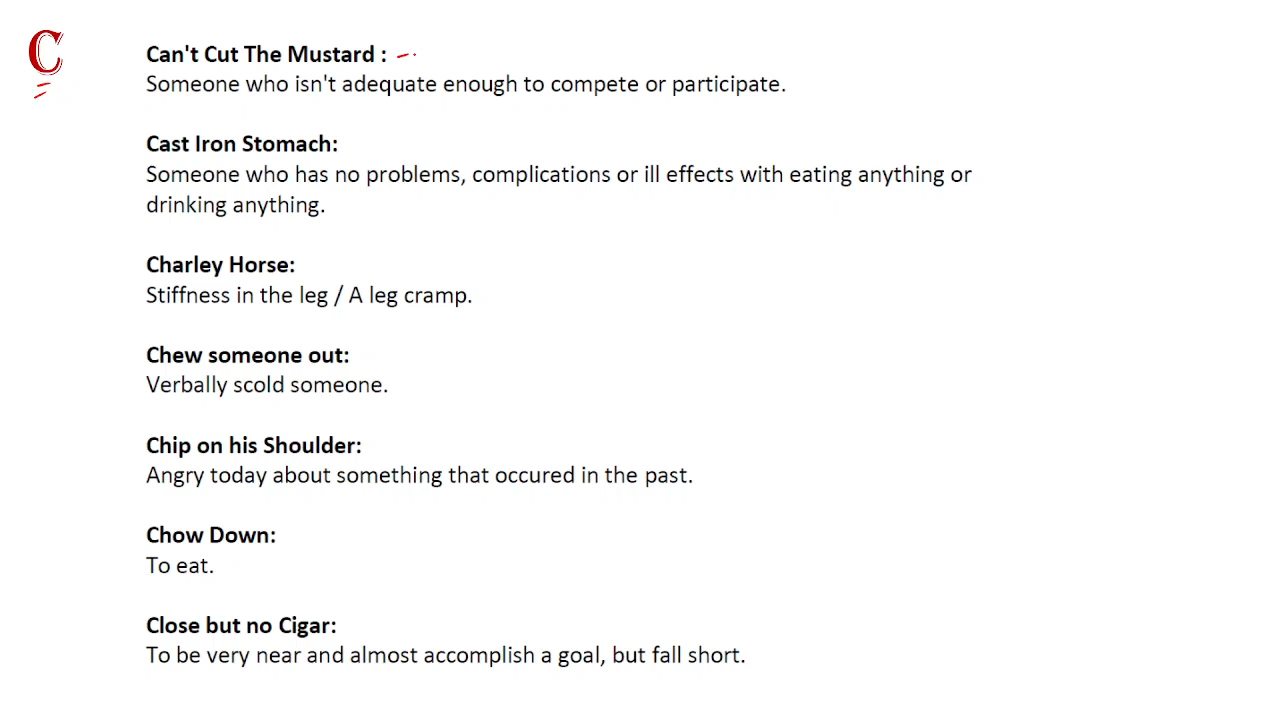 C
Can't Cut The Mustard :
Someone who isn't adequate enough to compete or participate.
Cast Iron Stomach:
Someone who has no problems, complications or ill effects with eating anything or
drinking anything.
Charley Horse:
Stiffness in the leg / A leg cramp.
Chew someone out:
Verbally scold someone.
Chip on his Shoulder:
Angry today about something that occured in the past.
Chow Down:
To eat.
Close but no Cigar:
To be very near and almost accomplish a goal, but fall short.